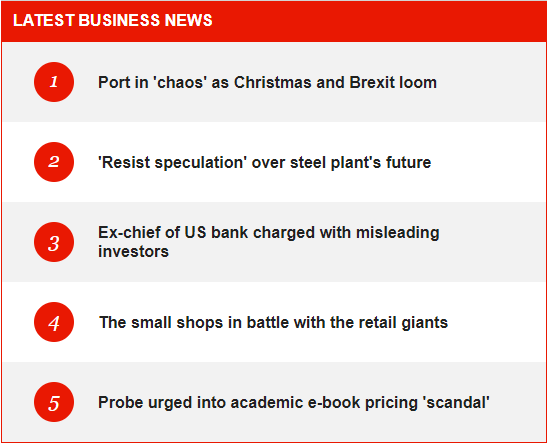 LATEST BUSINESS NEWS
1 Port in 'chaos' as Christmas and Brexit loom
2 'Resist speculation' over steel plant's future
3 Ex-chief of US bank charged with misleading
investors
4 The small shops in battle with the retail giants
5 Probe urged into academic e-book pricing 'scandal'